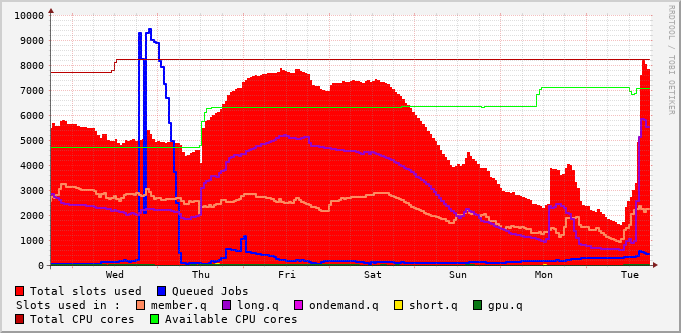 10000
9000
8000
7000
6000
5000
4000
3000
2000
1000
0
Wed Thu Fri Sat Sun Mon Tue
Total slots used Queued Jobs
Slots used in : member.q long.q ondemand.q short.q gpu.q
Total CPU cores Available CPU cores
RRDTOOL / TOBI OETIKER